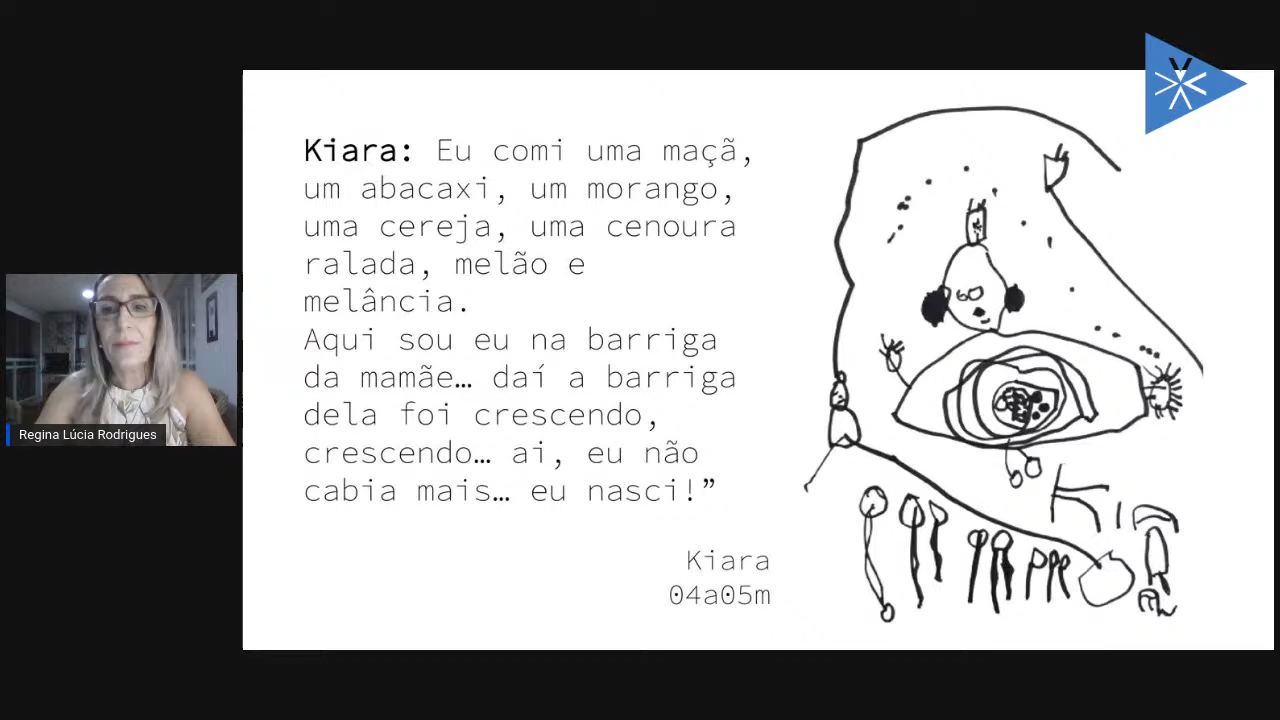 Kiara: Eu comi uma maçã,
um abacaxi, um morango,
uma cereja, uma cenoura
ralada, melão e
melância.
Aqui sou eu na barriga
da mamãe… daí a barriga
dela foi crescendo,
crescendo… ai, eu não
cabia mais… eu nasci!”
Kiara
04a05m
Regina Lúcia Rodrigues